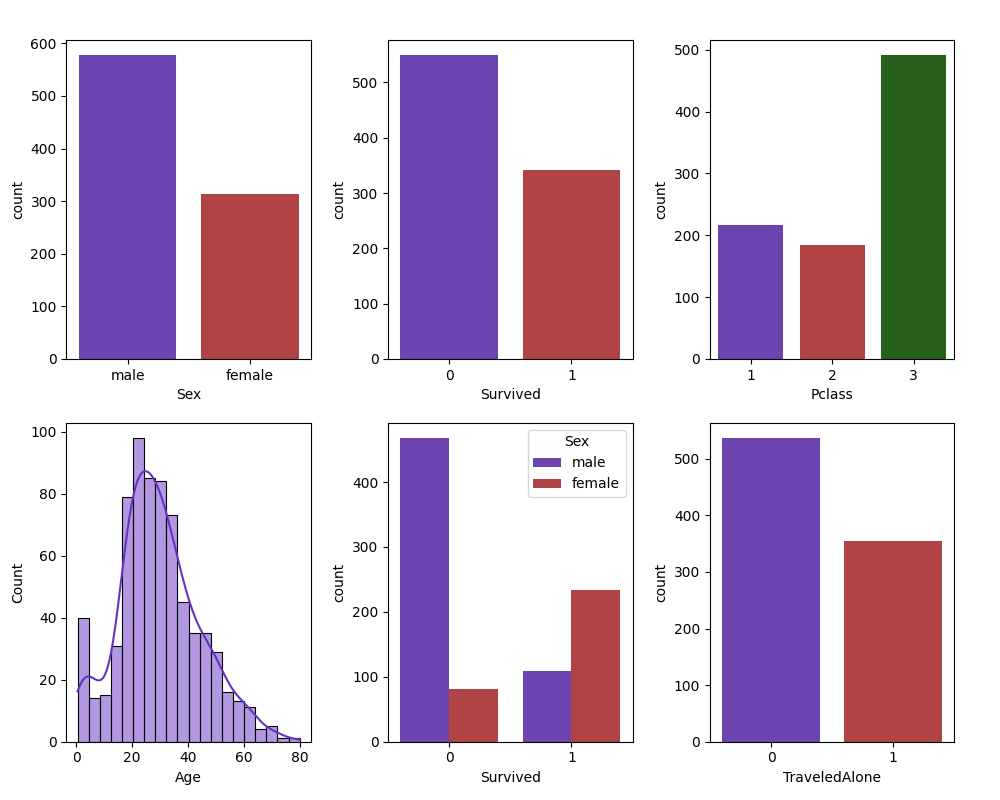 600
500
400
300
200
100
0
count
male female
Sex
500
400
300
200
100
0
count
0 1
Survived
500
400
300
200
100
0
count
1 2 3
Pclass
100
80
60
40
20
0
Count
0 20 40 60 80
Age
400
300
200
100
0
count
Sex
male
female
0 1
Survived
500
400
300
200
100
0
count
0 1
TraveledAlone